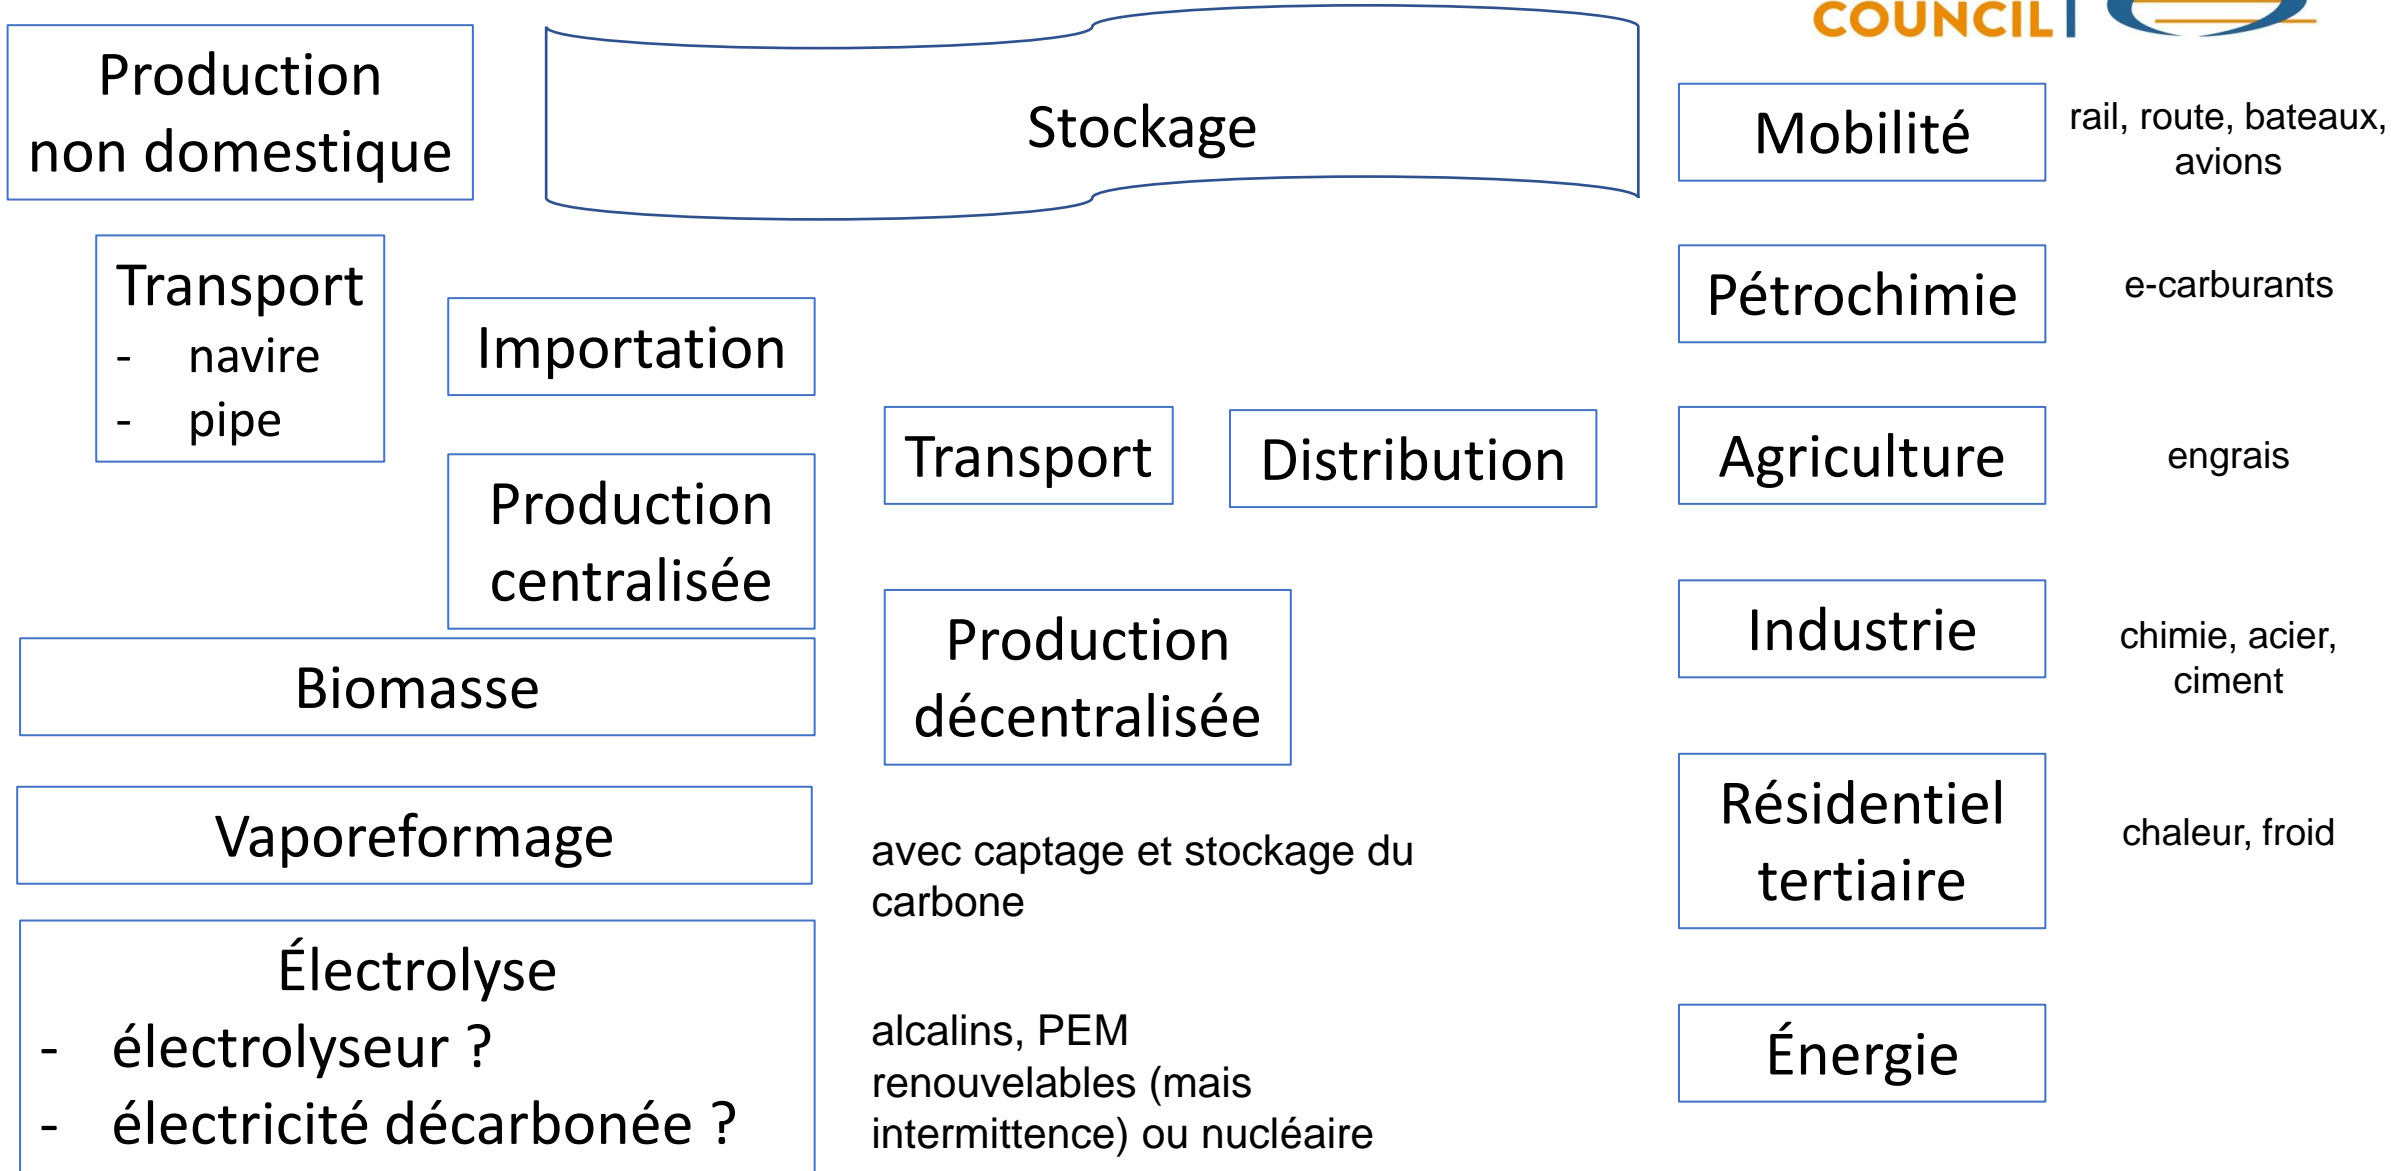 COUNCIL
Production
non domestique
Stockage
Mobilité
rail, route, bateaux,
avions
Transport
- navire
- pipe
Importation
Pétrochimie
e-carburants
Production
centralisée
Transport
Distribution
Agriculture
engrais
Biomasse
Production
décentralisée
Industrie
chimie, acier,
ciment
Vaporeformage
avec captage et stockage du
carbone
Résidentiel
tertiaire
chaleur, froid
Électrolyse
- électrolyseur ?
- électricité décarbonée ?
alcalins, PEM
renouvelables (mais
intermittence) ou nucléaire
Énergie